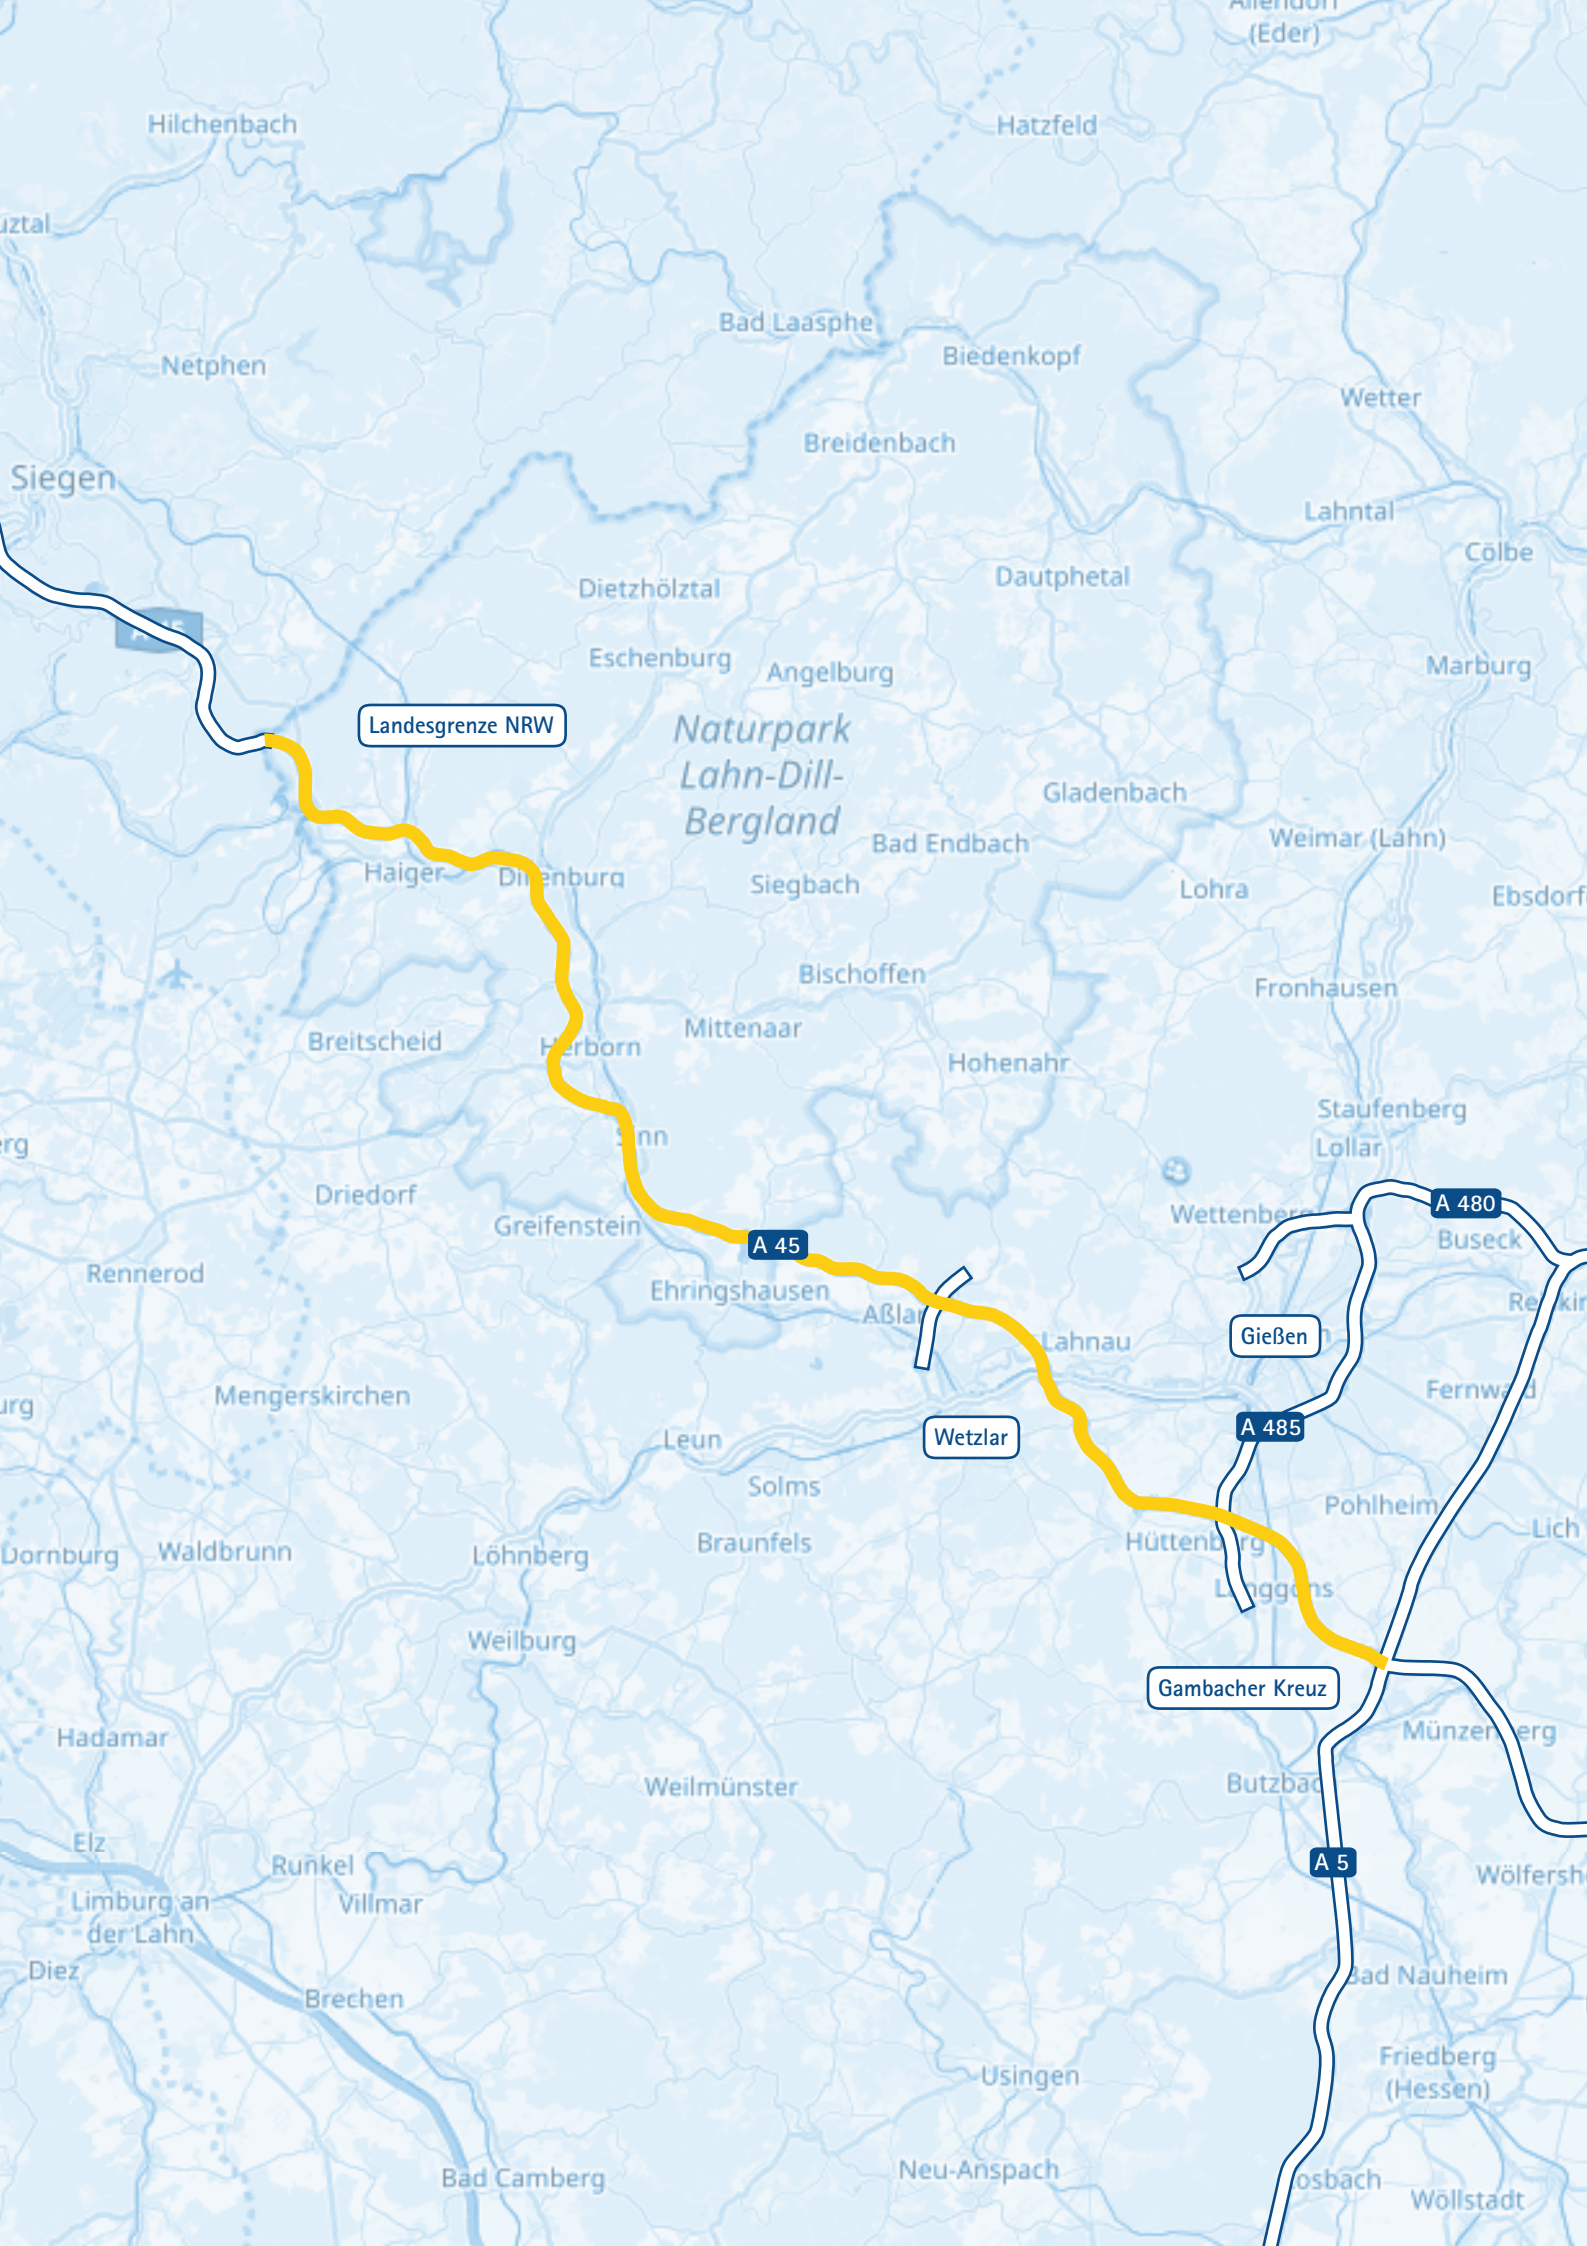 (Eder)
Hilchenbach
Hatzfeld
Bad Laasphe
Biedenkopf
Netphen
Wetter
Breidenbach
Siegen
Lahntal
Cölbe
Dautphetal
Dietzhölztal
Eschenburg
Angelburg
Marburg
Landesgrenze NRW
Naturpark
Lahn-Dill-
Bergland
Gladenbach
Weimar (Lahn)
Bad Endbach
Haiger
Siegbach
Lohra
Bischoffen
Fronhausen
Mittenaar
Breitscheid
Hohenahr
Staufenberg
Lollar
Driedorf
A 480
Greifenstein
Buseck
A 45
Rennerod
Ehringshausen
Gießen
Lahnau
Mengerskirchen
A 485
Wetzlar
Leun
Solms
Pohlheim
Lich
Braunfels
Dornburg
Waldbrunn
Löhnberg
Weilburg
Gambacher Kreuz
Hadamar
Weilmünster
Elz
A 5
Runkel
Limburg an
der Lahn
Villmar
Diez
Bad Nauheim
Brechen
Friedberg
(Hessen)
Usingen
Neu-Anspach
Bad Camberg
Wöllstadt